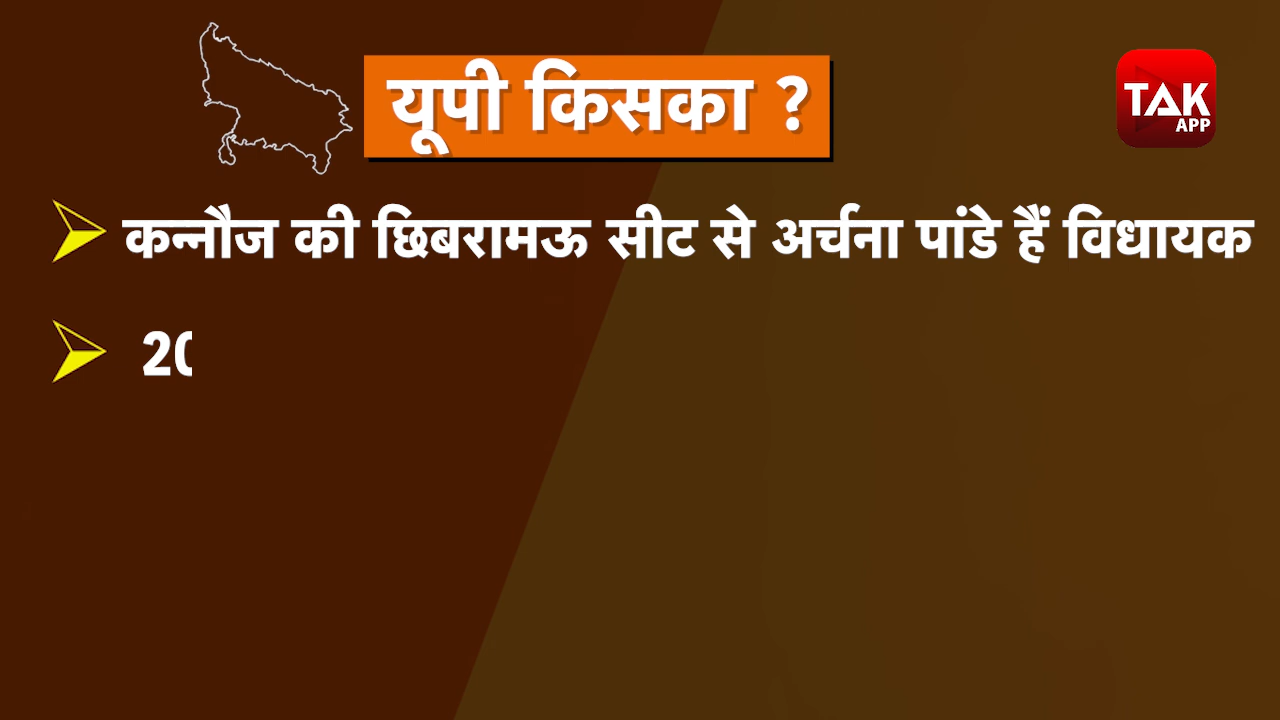 यूपी किसका ?
TAK
APP
कन्नौज की छिबरामऊ सीट से अर्चना पांडे हैं विधायक
20